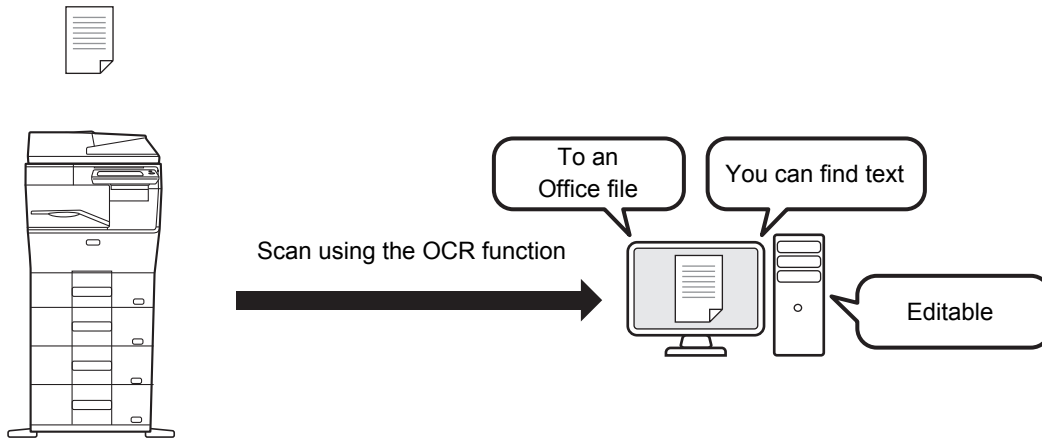 To an
Office file
You can find text
Scan using the OCR function
Editable